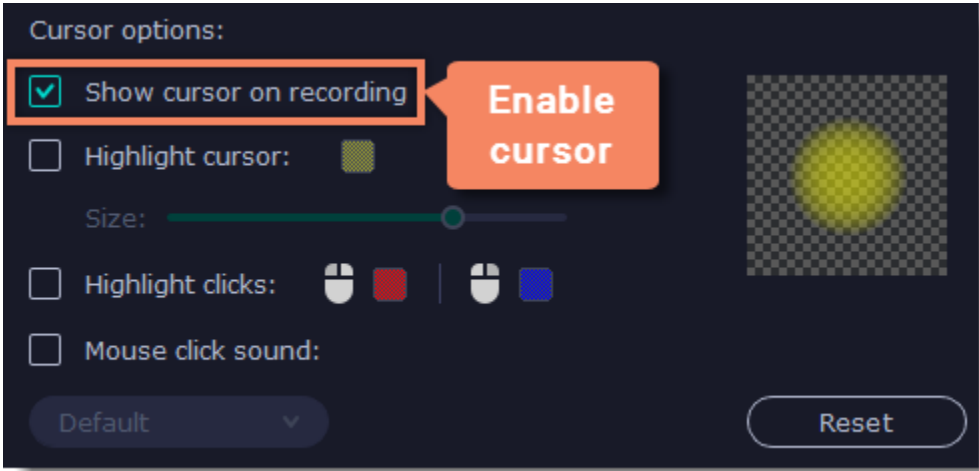 Cursor options:
Show cursor on recording
Enable
cursor
Highlight cursor:
Size:
Highlight clicks:
Mouse click sound:
Default
Reset